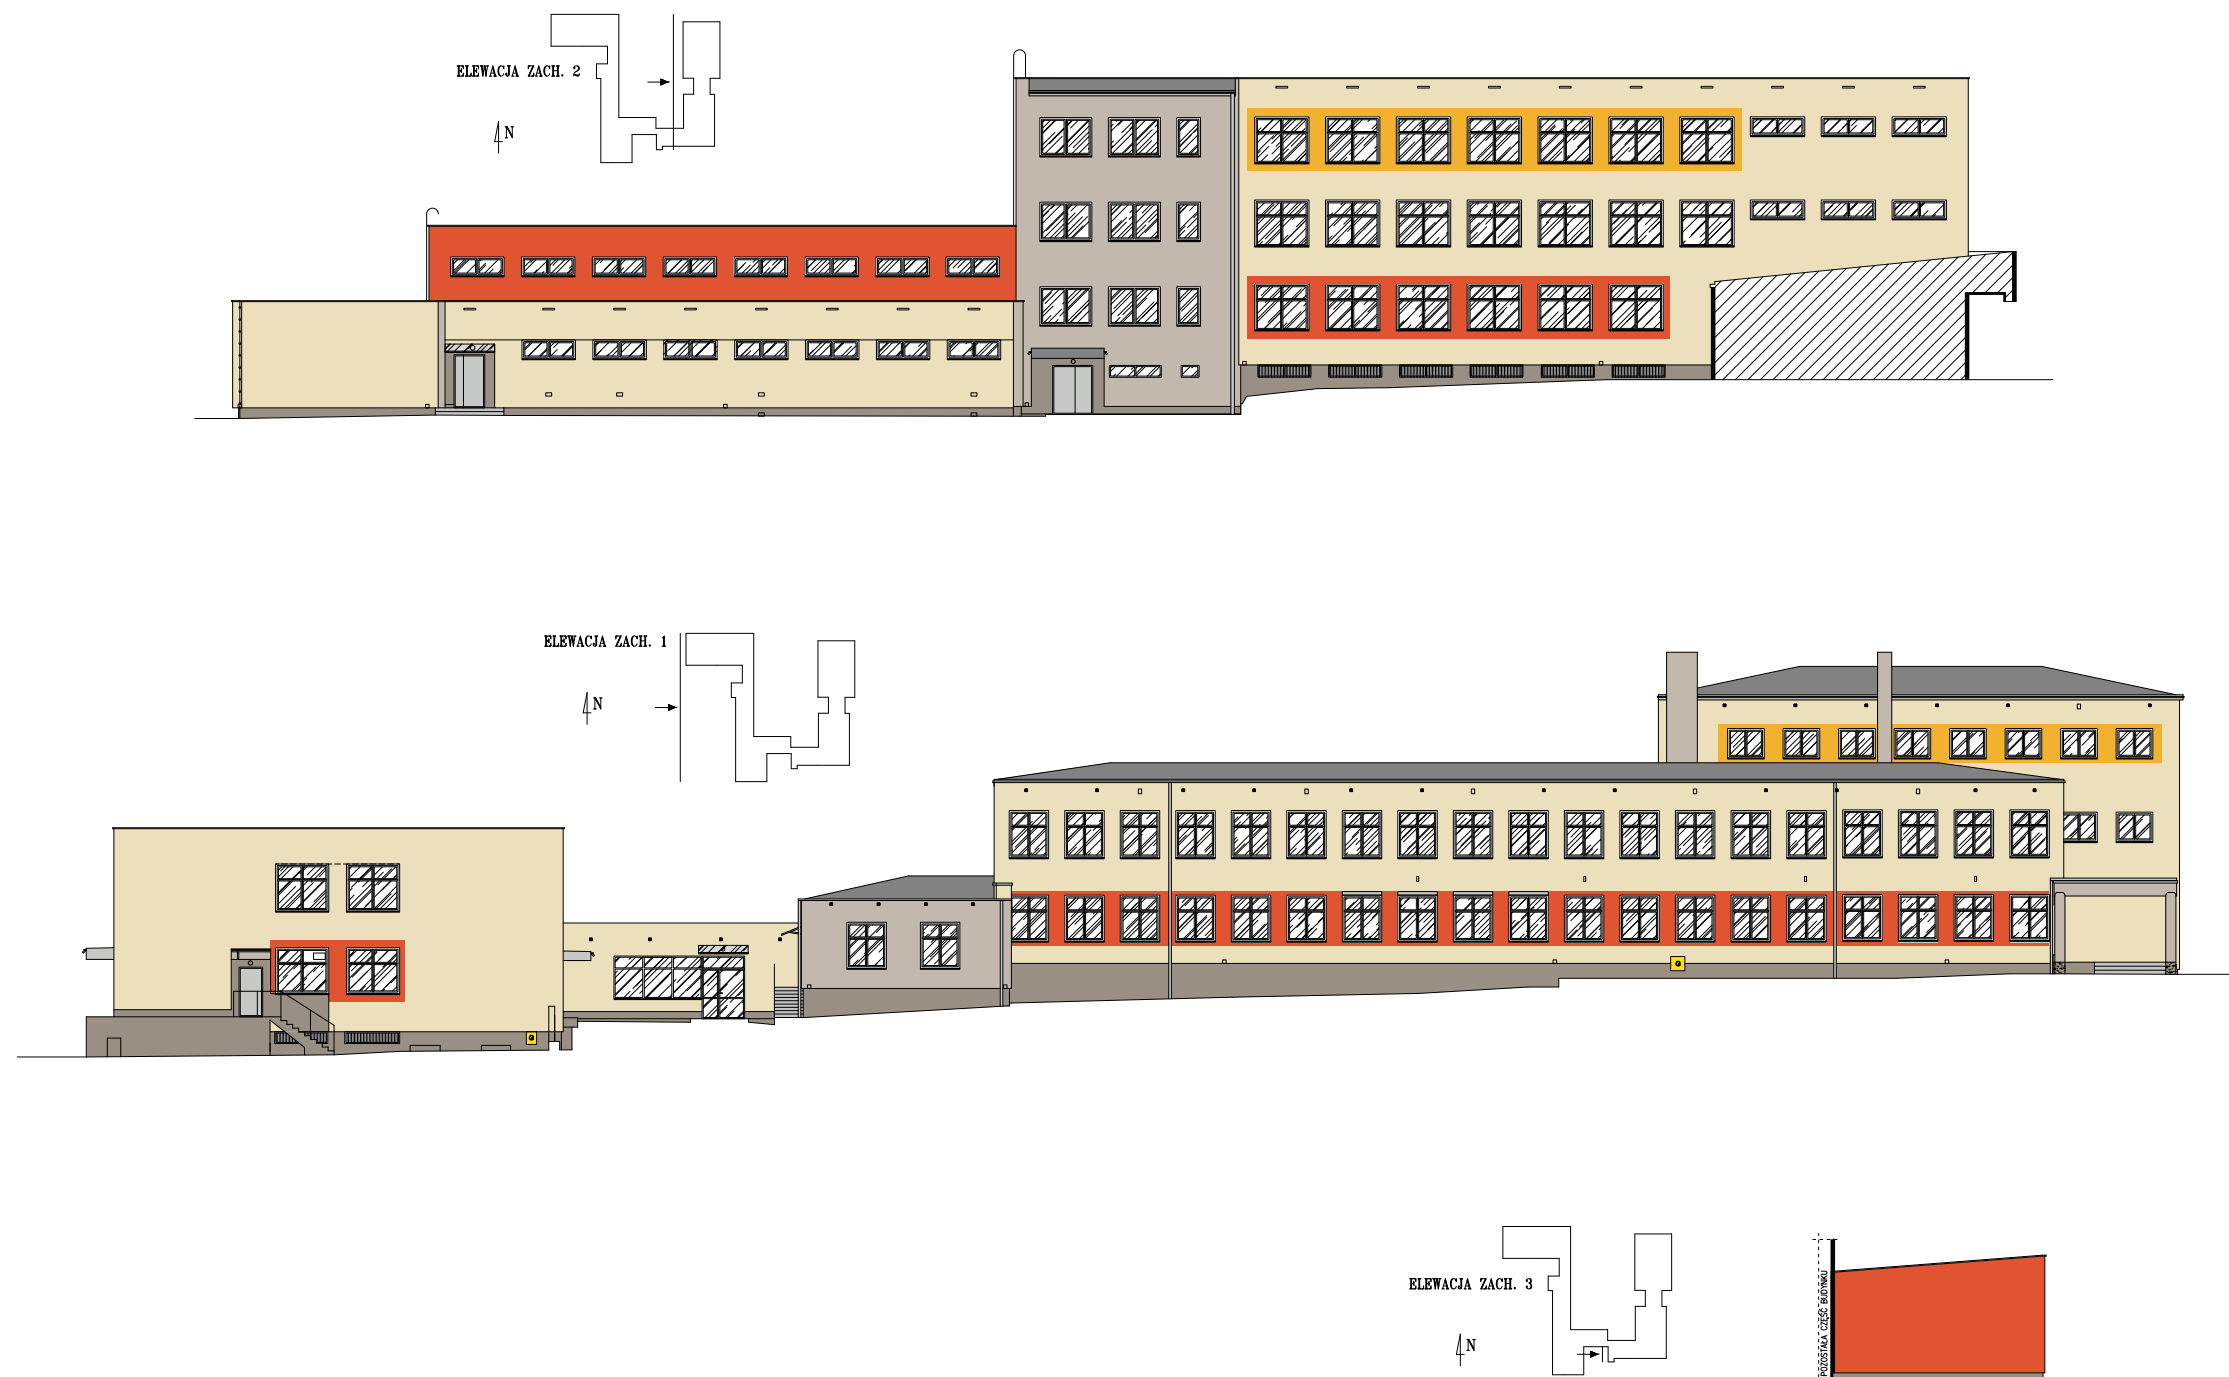 ELEWACJA ZACH. 2
N
ELEWACJA ZACH. 1
N
ELEWACJA ZACH. 3
N
POZOSTAŁA CZĘŚĆ BUDYNKU